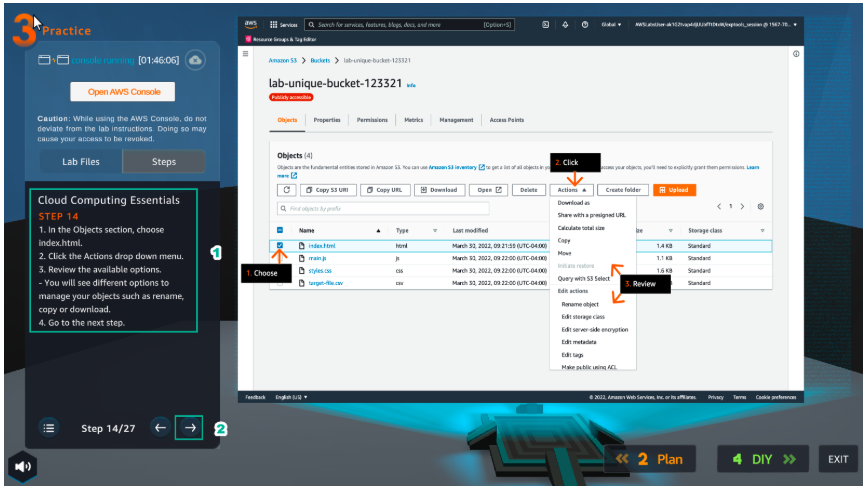 3 Practice
console running [01:46:06]
Open AWS Console
Caution: While using the AWS Console, do not
deviate from the lab instructions. Doing so may
cause your access to be revoked.
Lab Files Steps
Cloud Computing Essentials
STEP 14
1. In the Objects section, choose
index.html.
2. Click the Actions drop down menu.
3. Review the available options.
- You will see different options to
manage your objects such as rename,
copy or download.
4. Go to the next step.
1
Step 14/27
2
aws Services Search for services, features, blogs, docs, and more [Option+S] Global
Resource Groups & Tag Editor
Amazon S3 > Buckets > lab-unique-bucket-123321
lab-unique-bucket-123321 Info
Publicly accessible
Objects Properties Permissions Metrics Management Access Points
Objects (4)
Objects are the fundamental entities stored in Amazon S3. You can use Amazon S3 inventory to get a list of all objects in access your objects, you'll need to explicitly grant them permissions. Learn
more
2. Click
Copy S3 URI Copy URL Download Open Delete Actions Create folder Upload
Find objects by prefix
1
Name Type Last modified Storage class
index.html html March 30, 2022, 09:21:59 (UTC-04:00) 1.4 KB Standard
main.js js March 30, 2022, 09:22:00 (UTC-04:00) 1.1 KB Standard
styles.css css March 30, 2022, 09:22:00 (UTC-04:00) 1.6 KB Standard
target-file.csv csv March 30, 2022, 09:22:00 (UTC-04:00) Standard
1. Choose
Download as
Share with a presigned URL
Calculate total size
Copy
Move
Initiate restore
Query with S3 Select
3. Review
Edit actions
Rename object
Edit storage class
Edit server-side encryption
Edit metadata
Edit tags
Make public using ACL
Feedback English (US) © 2022, Amazon Web Services, Inc. or its affiliates. Privacy Terms Cookie preferences
2 Plan 4 DIY EXIT